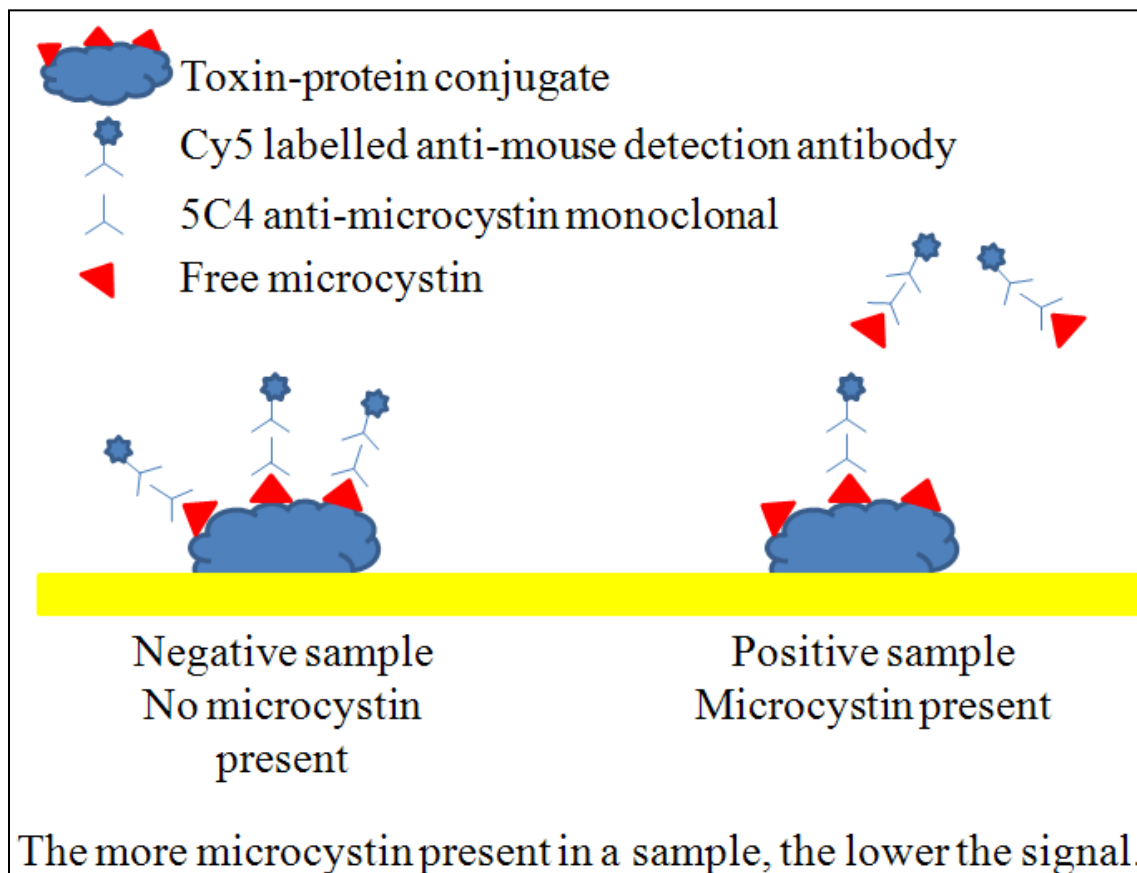 Toxin-protein conjugate
Cy5 labelled anti-mouse detection antibody
5C4 anti-microcystin monoclonal
Free microcystin
Negative sample
No microcystin
present
Positive sample
Microcystin present
The more microcystin present in a sample, the lower the signal.